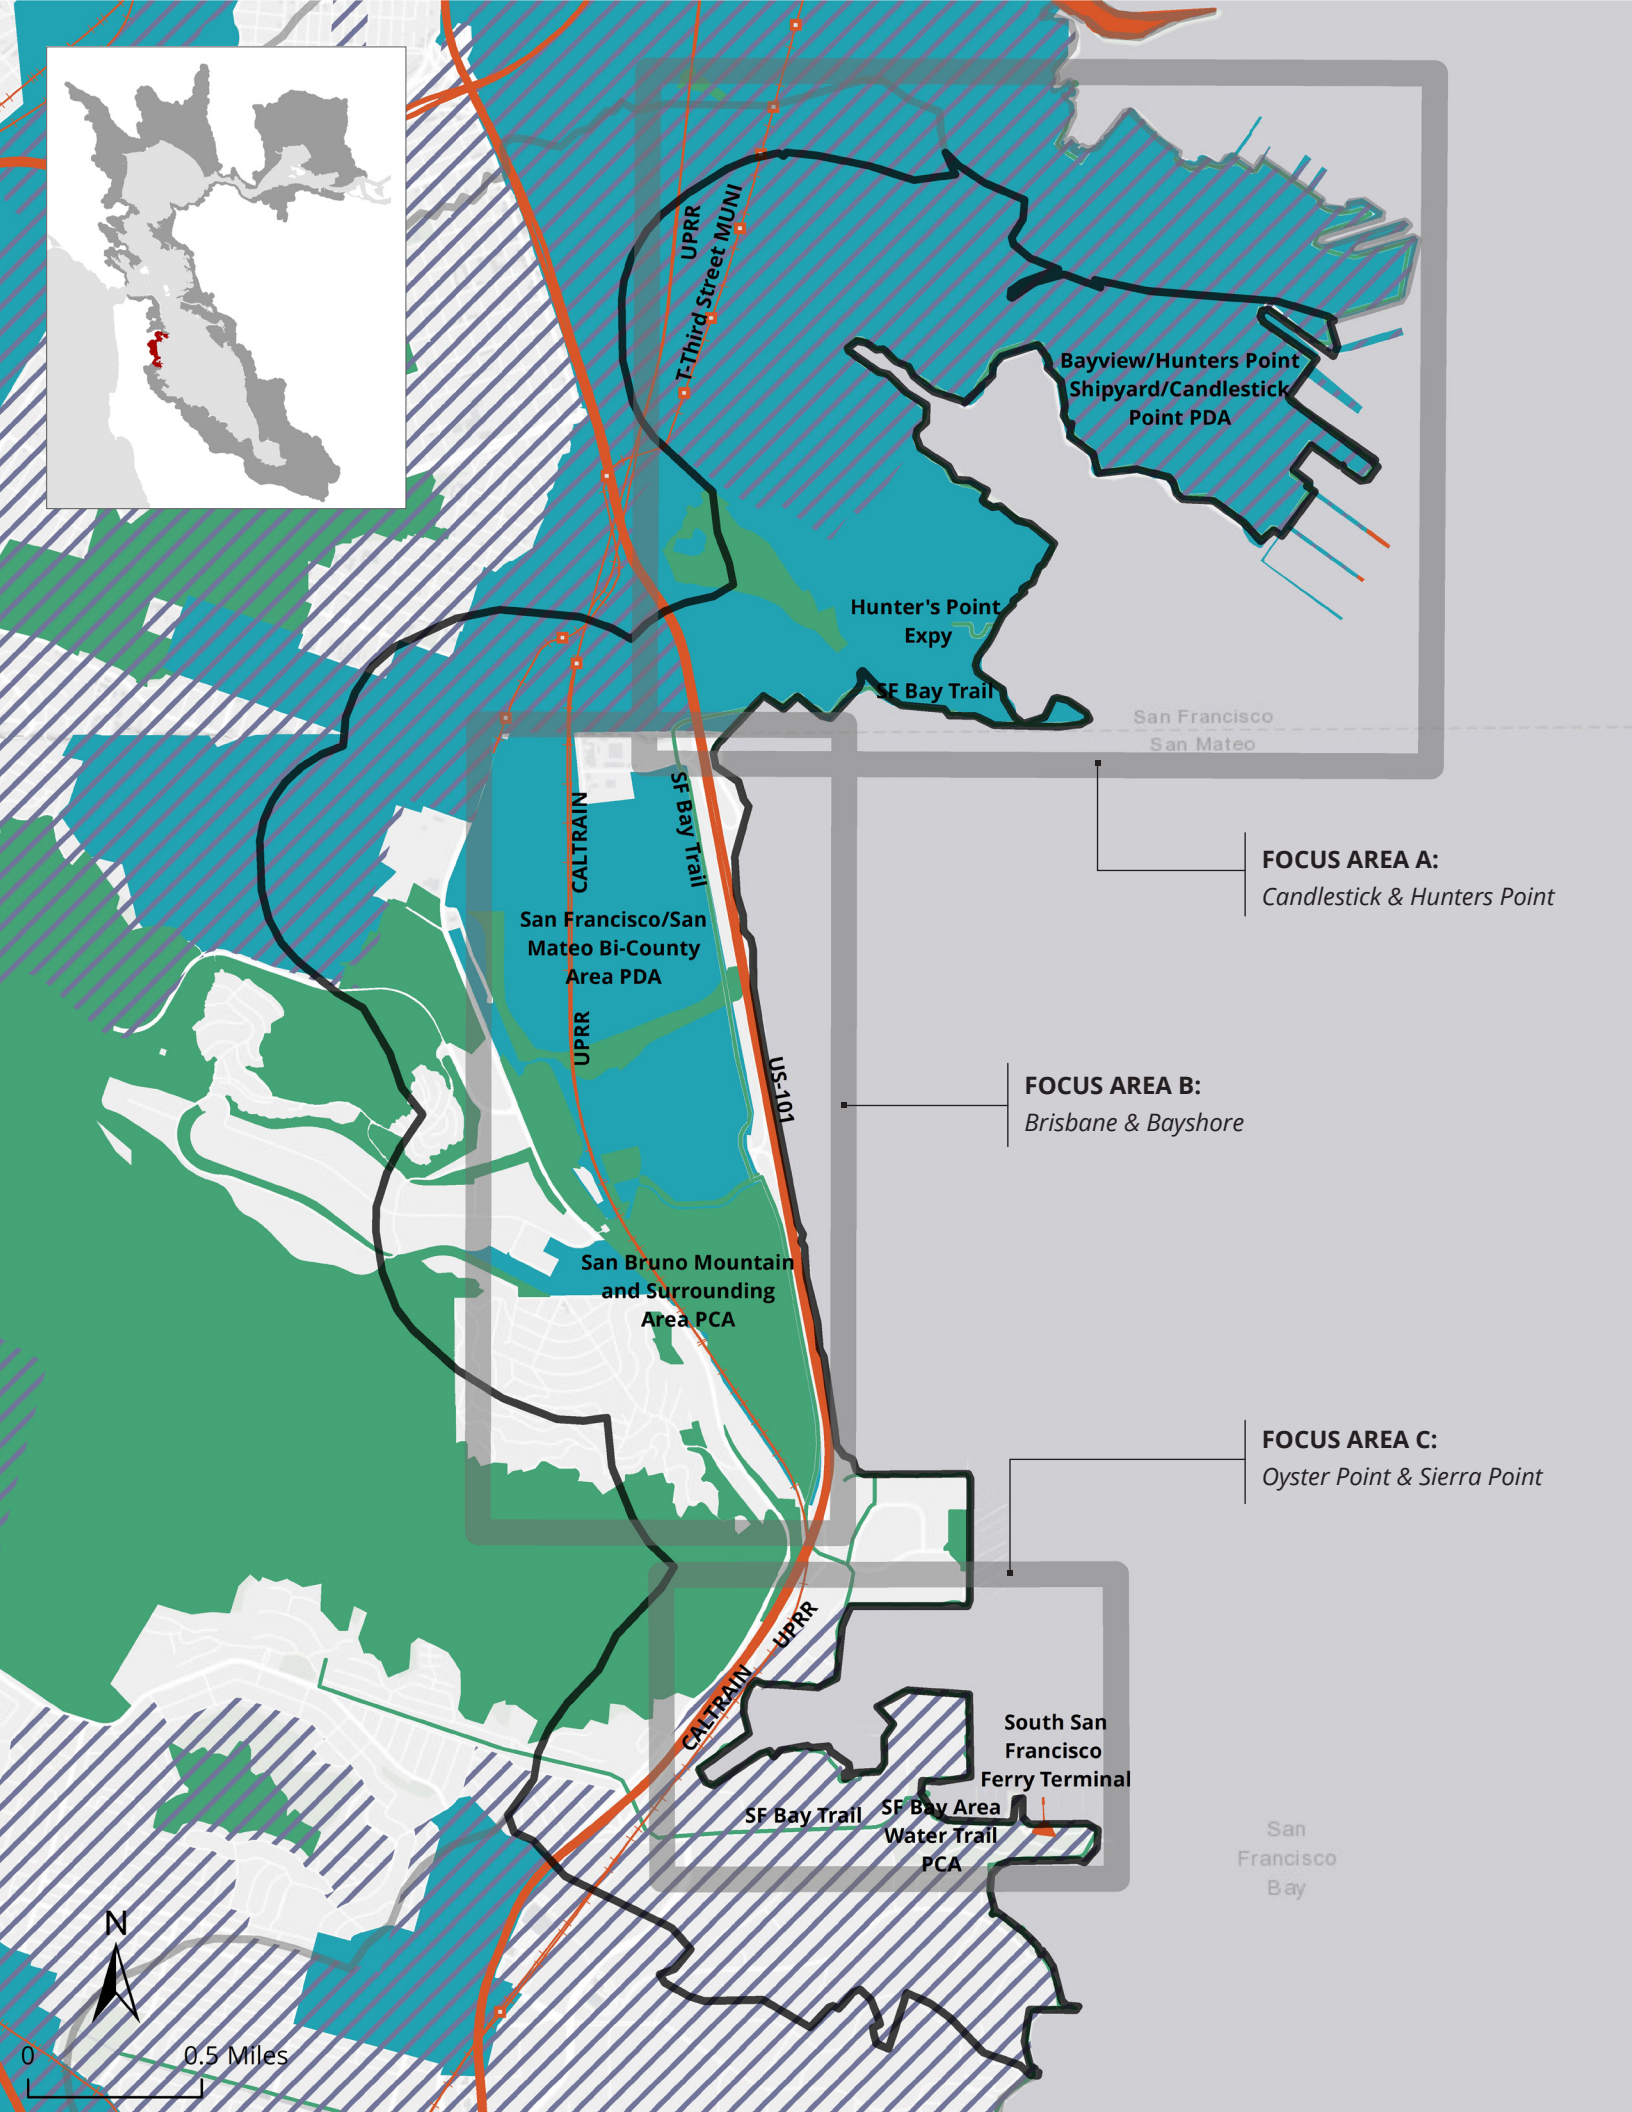 UPRR
T-Third Street MUNI
Bayview/Hunters Point
Shipyard/Candlestick
Point PDA
Hunter's Point
Expy
SF Bay Trail
San Francisco
San Mateo
SF Bay Trail
CALTRAIN
FOCUS AREA A:
Candlestick & Hunters Point
San Francisco/San
Mateo Bi-County
Area PDA
UPRR
US-101
FOCUS AREA B:
Brisbane & Bayshore
San Bruno Mountain
and Surrounding
Area PCA
FOCUS AREA C:
Oyster Point & Sierra Point
UPRR
CALTRAIN
South San
Francisco
Ferry Terminal
SF Bay Trail
SF Bay Area
Water Trail
PCA
San
Francisco
Bay
N
0 0.5 Miles